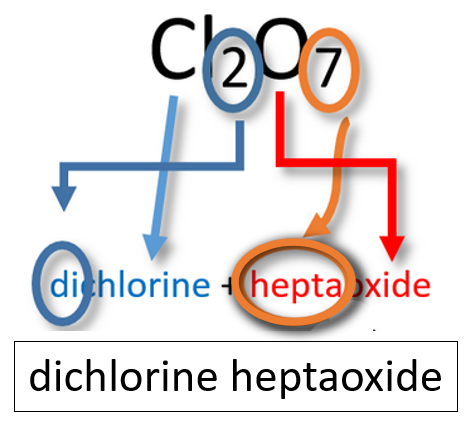 Cl2O7
dichlorine + heptaoxide
dichlorine heptaoxide